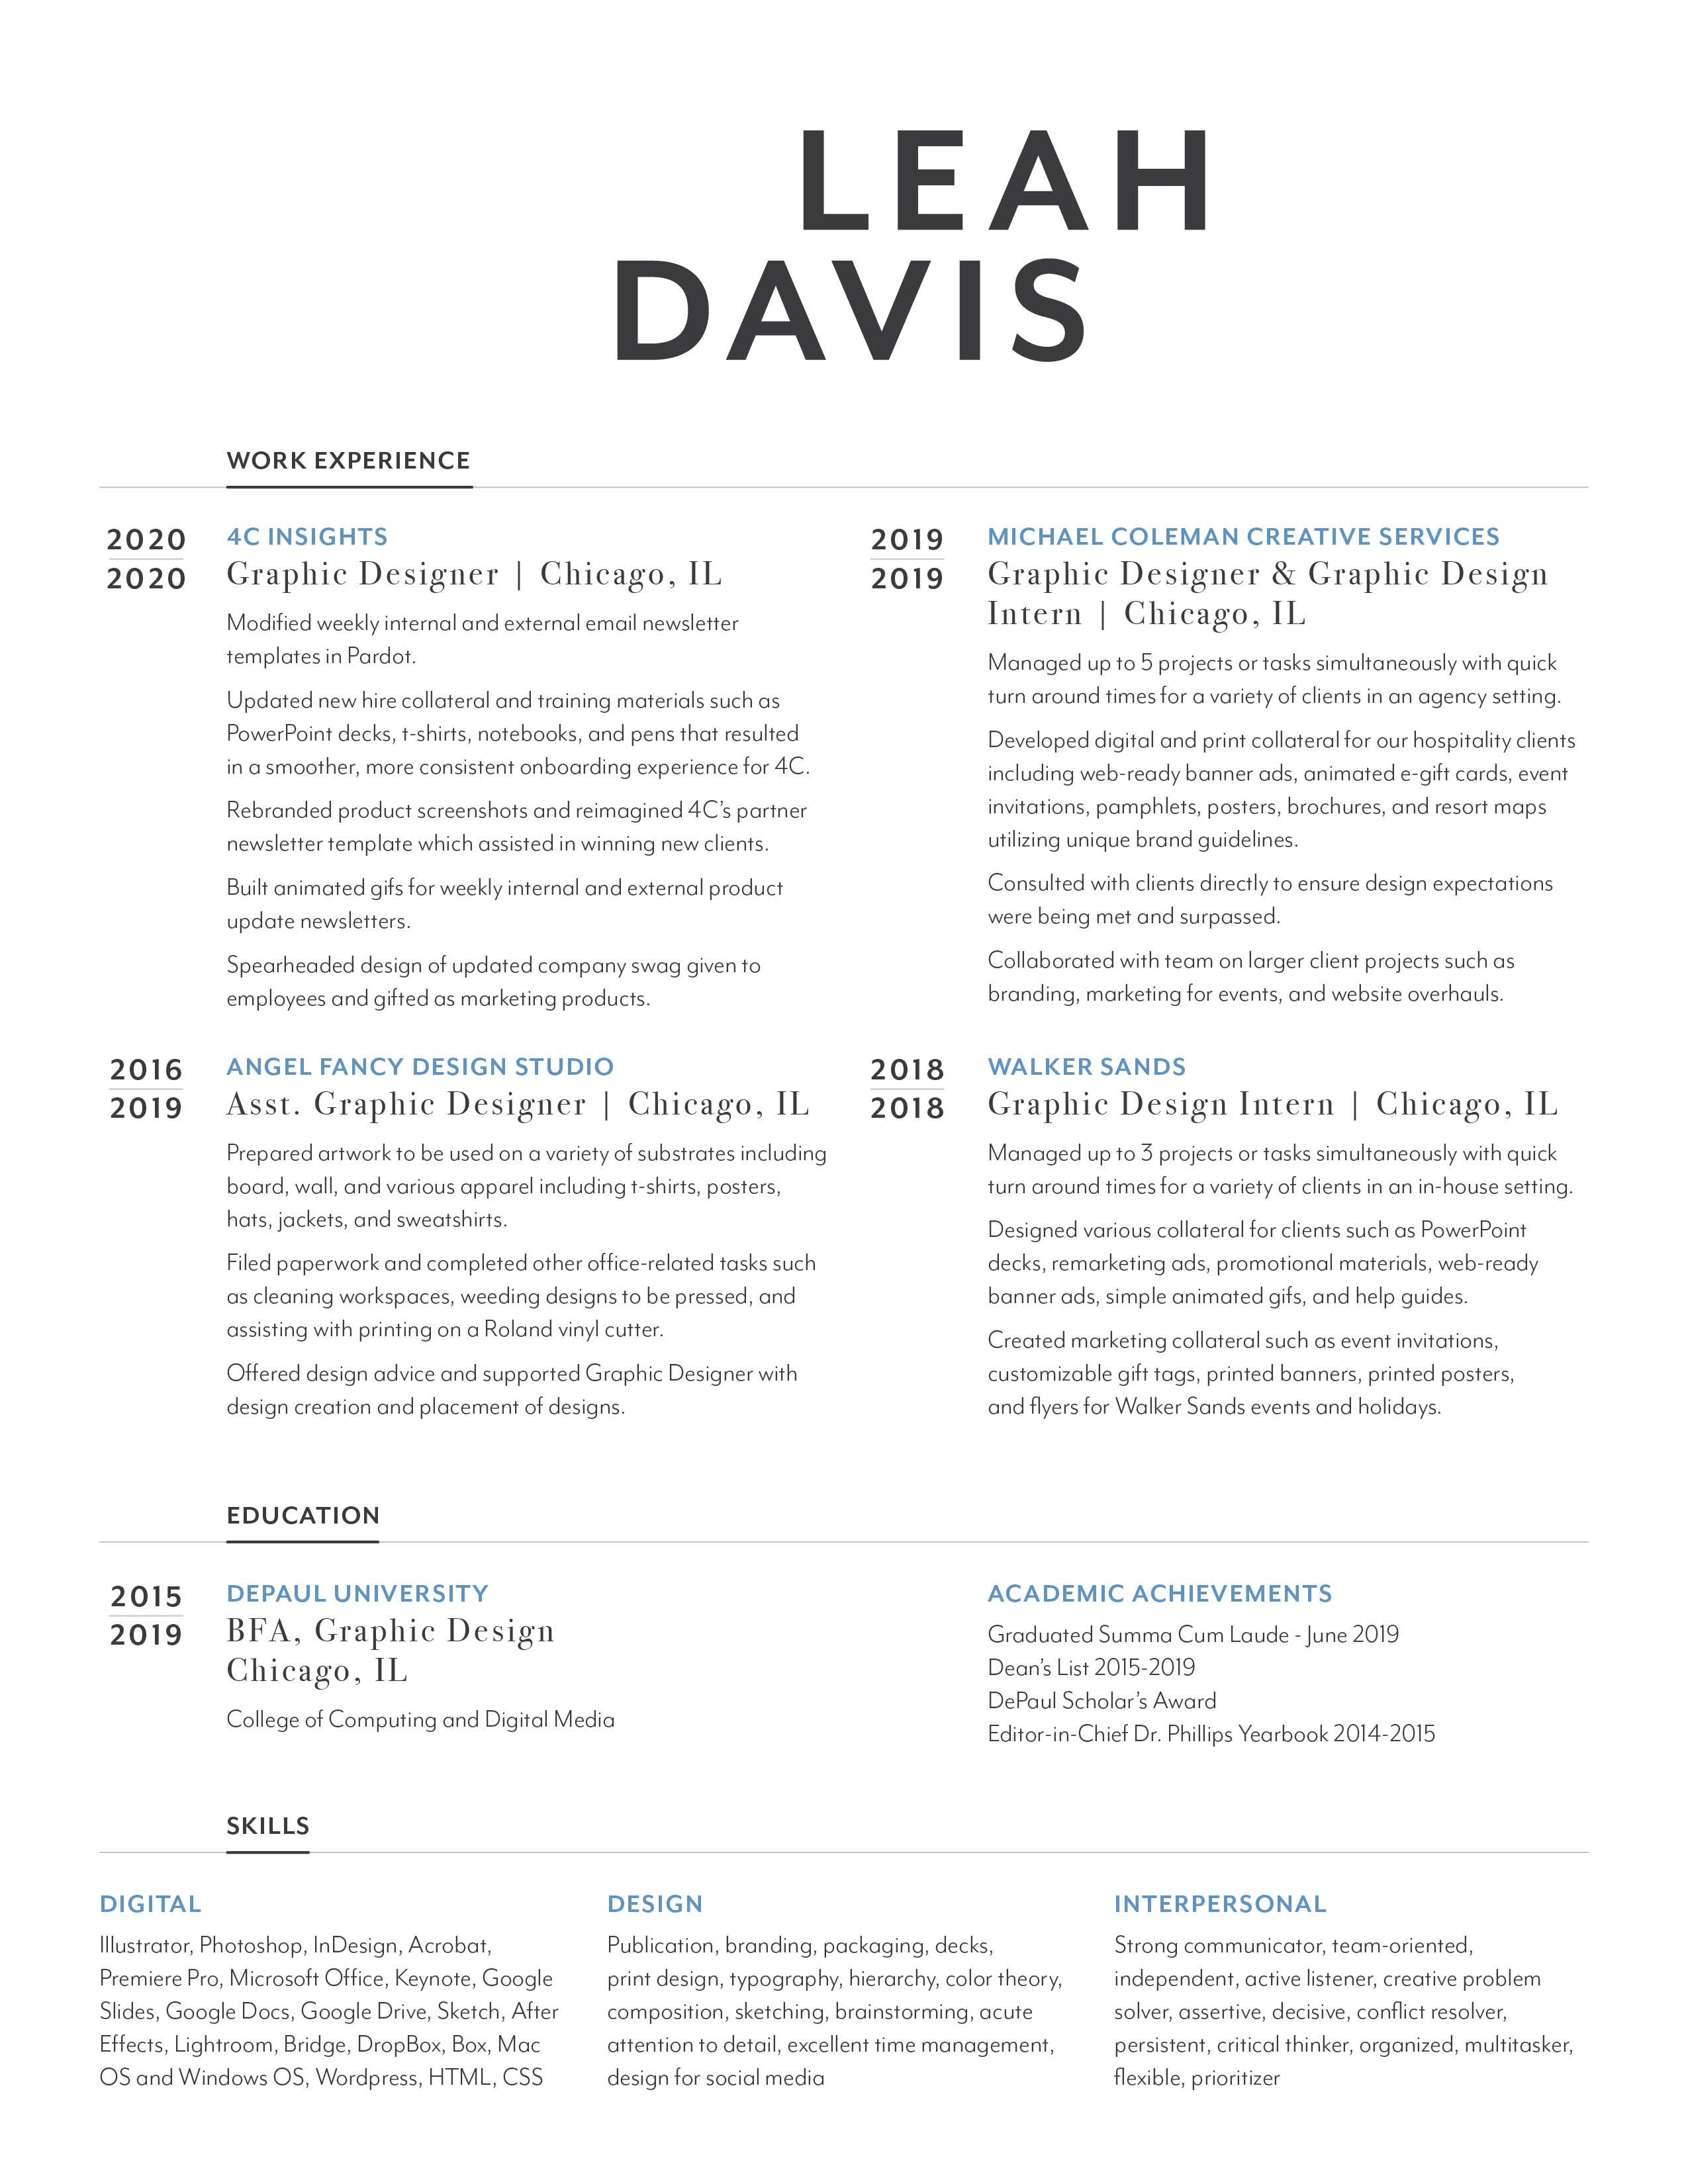 LEAH
DAVIS
WORK EXPERIENCE
2020
2020
4C INSIGHTS
Graphic Designer | Chicago, IL
Modified weekly internal and external email newsletter
templates in Pardot.
Updated new hire collateral and training materials such as
PowerPoint decks, t-shirts, notebooks, and pens that resulted
in a smoother, more consistent onboarding experience for 4C.
Rebranded product screenshots and reimagined 4C’s partner
newsletter template which assisted in winning new clients.
Built animated gifs for weekly internal and external product
update newsletters.
Spearheaded design of updated company swag given to
employees and gifted as marketing products.
2019
2019
MICHAEL COLEMAN CREATIVE SERVICES
Graphic Designer & Graphic Design
Intern | Chicago, IL
Managed up to 5 projects or tasks simultaneously with quick
turn around times for a variety of clients in an agency setting.
Developed digital and print collateral for our hospitality clients
including web-ready banner ads, animated e-gift cards, event
invitations, pamphlets, posters, brochures, and resort maps
utilizing unique brand guidelines.
Consulted with clients directly to ensure design expectations
were being met and surpassed.
Collaborated with team on larger client projects such as
branding, marketing for events, and website overhauls.
2016
2019
ANGEL FANCY DESIGN STUDIO
Asst. Graphic Designer | Chicago, IL
Prepared artwork to be used on a variety of substrates including
board, wall, and various apparel including t-shirts, posters,
hats, jackets, and sweatshirts.
Filed paperwork and completed other office-related tasks such
as cleaning workspaces, weeding designs to be pressed, and
assisting with printing on a Roland vinyl cutter.
Offered design advice and supported Graphic Designer with
design creation and placement of designs.
2018
2018
WALKER SANDS
Graphic Design Intern | Chicago, IL
Managed up to 3 projects or tasks simultaneously with quick
turn around times for a variety of clients in an in-house setting.
Designed various collateral for clients such as PowerPoint
decks, remarketing ads, promotional materials, web-ready
banner ads, simple animated gifs, and help guides.
Created marketing collateral such as event invitations,
customizable gift tags, printed banners, printed posters,
and flyers for Walker Sands events and holidays.
EDUCATION
2015
2019
DEPAUL UNIVERSITY
BFA, Graphic Design
Chicago, IL
College of Computing and Digital Media
ACADEMIC ACHIEVEMENTS
Graduated Summa Cum Laude - June 2019
Dean’s List 2015-2019
DePaul Scholar’s Award
Editor-in-Chief Dr. Phillips Yearbook 2014-2015
SKILLS
DIGITAL
Illustrator, Photoshop, InDesign, Acrobat,
Premiere Pro, Microsoft Office, Keynote, Google
Slides, Google Docs, Google Drive, Sketch, After
Effects, Lightroom, Bridge, DropBox, Box, Mac
OS and Windows OS, Wordpress, HTML, CSS
DESIGN
Publication, branding, packaging, decks,
print design, typography, hierarchy, color theory,
composition, sketching, brainstorming, acute
attention to detail, excellent time management,
design for social media
INTERPERSONAL
Strong communicator, team-oriented,
independent, active listener, creative problem
solver, assertive, decisive, conflict resolver,
persistent, critical thinker, organized, multitasker,
flexible, prioritizer